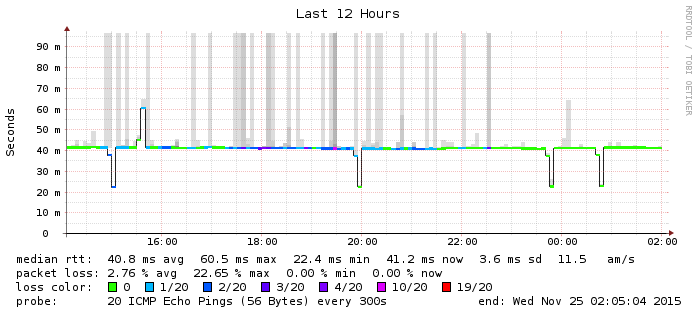 Last 12 Hours
RRDTOOL / TOBI OETIKER
Seconds
90 m
80 m
70 m
60 m
50 m
40 m
30 m
20 m
10 m
0
16:00 18:00 20:00 22:00 00:00 02:00
median rtt: 40.8 ms avg 60.5 ms max 22.4 ms min 41.2 ms now 3.6 ms sd 11.5 am/s
packet loss: 2.76 % avg 22.65 % max 0.00 % min 0.00 % now
loss color: 0 1/20 2/20 3/20 4/20 10/20 19/20
probe: 20 ICMP Echo Pings (56 Bytes) every 300s end: Wed Nov 25 02:05:04 2015